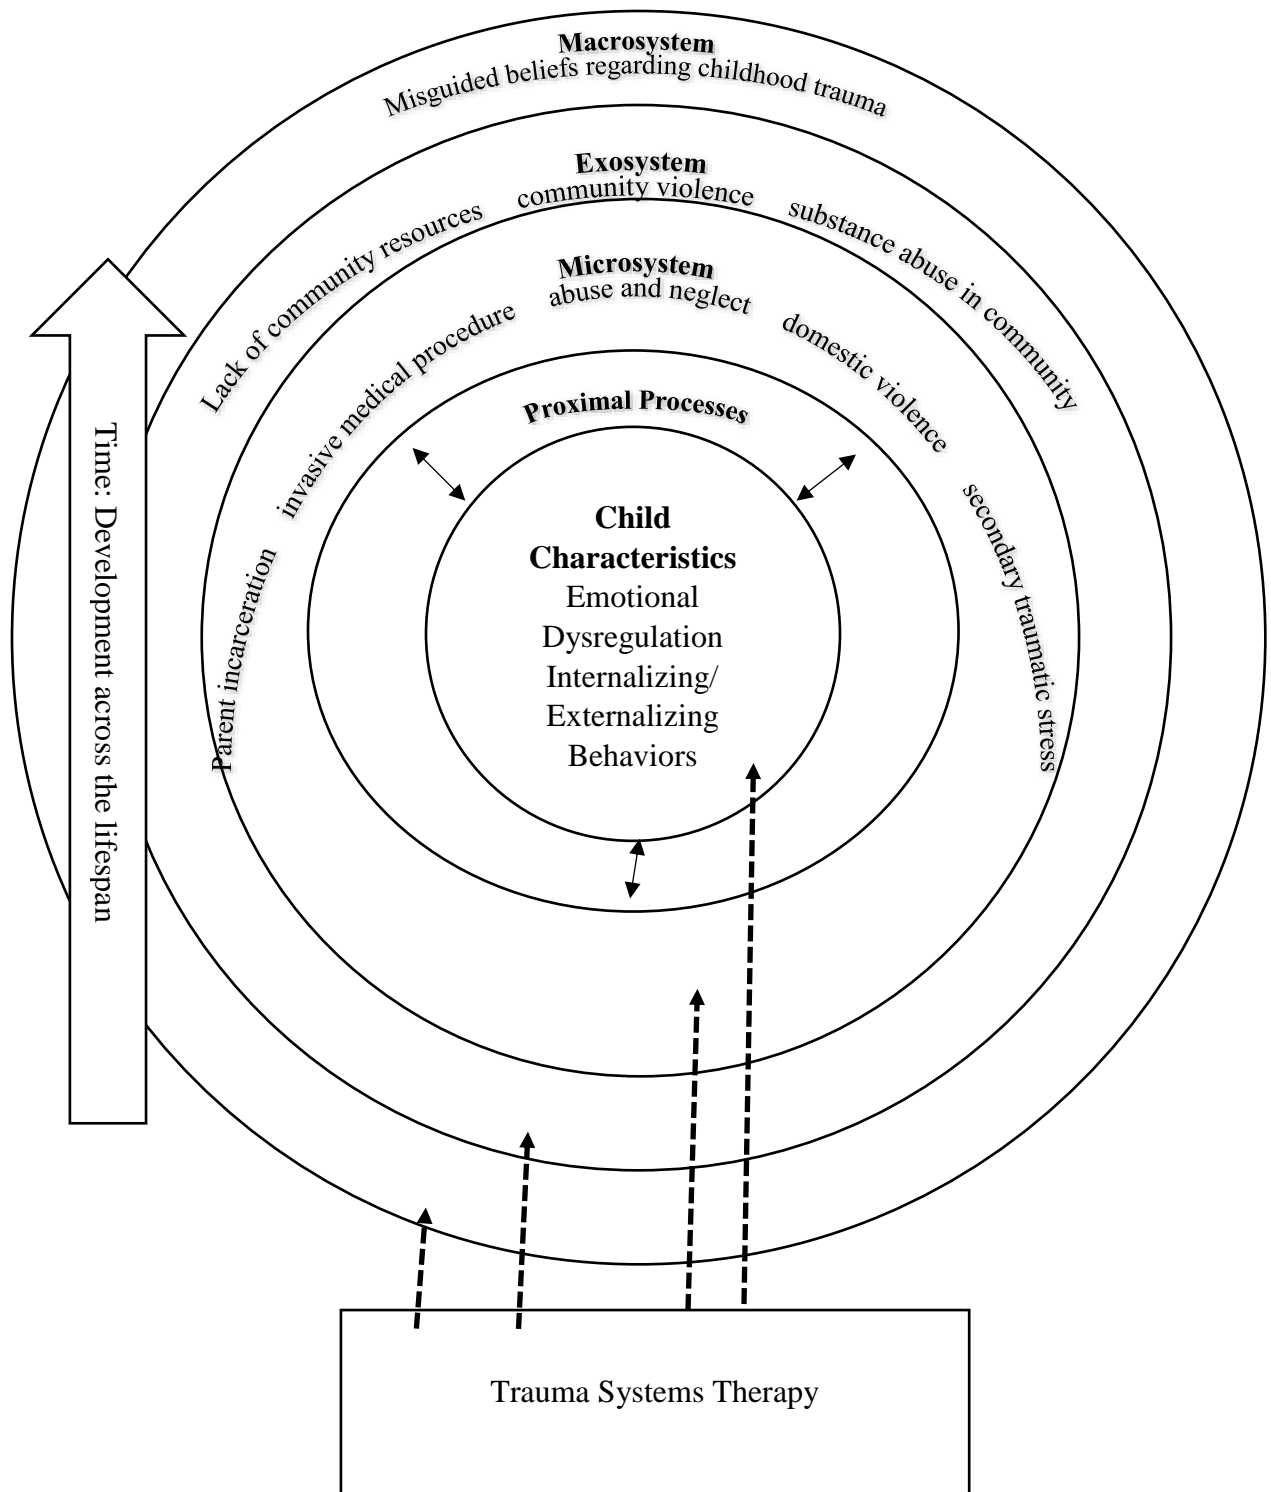 Macrosystem
Misguided beliefs regarding childhood trauma
Exosystem
Lack of community resources community violence substance abuse in community
Microsystem
Parent incarceration invasive medical procedure abuse and neglect domestic violence secondary traumatic stress
Proximal Processes
Child
Characteristics
Emotional
Dysregulation
Internalizing/
Externalizing
Behaviors
Time: Development across the lifespan
Trauma Systems Therapy